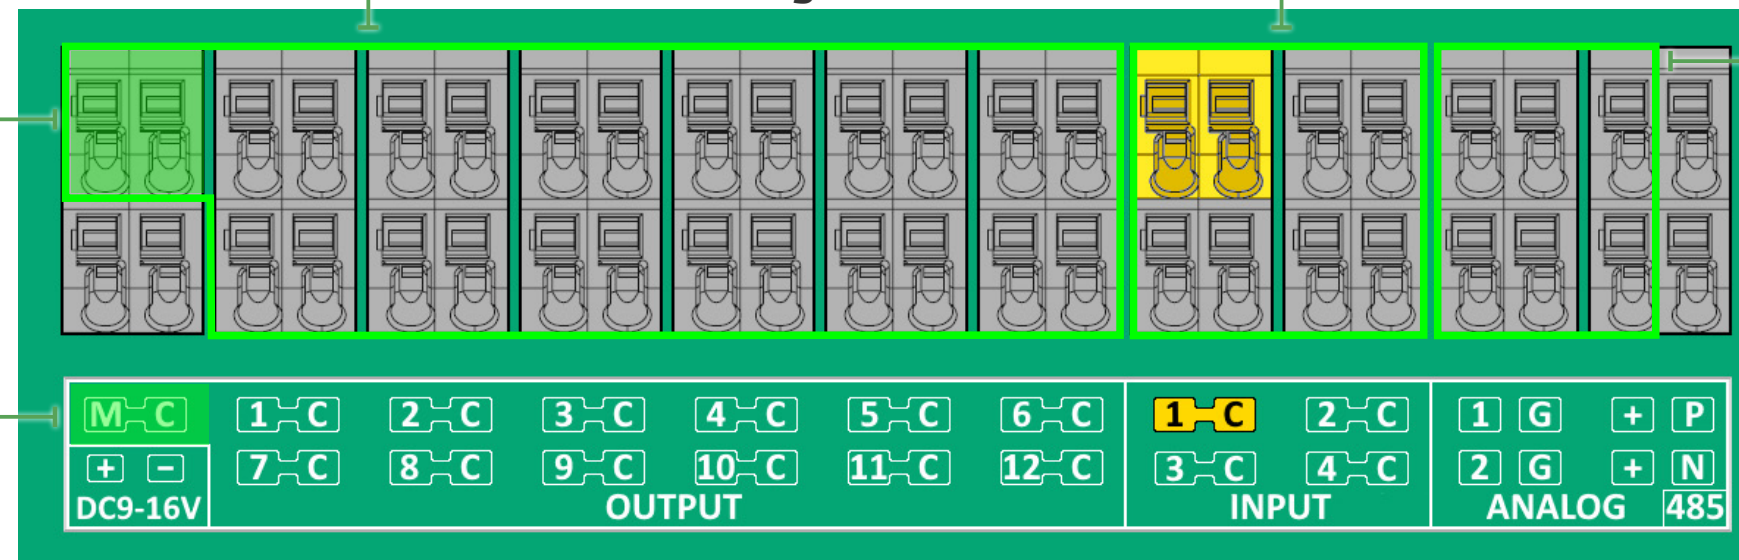 M C 1 C 2 C 3 C 4 C 5 C 6 C 1 C 2 C 1 G + P
+ − 7 C 8 C 9 C 10 C 11 C 12 C 3 C 4 C 2 G + N
DC9-16V OUTPUT INPUT ANALOG 485